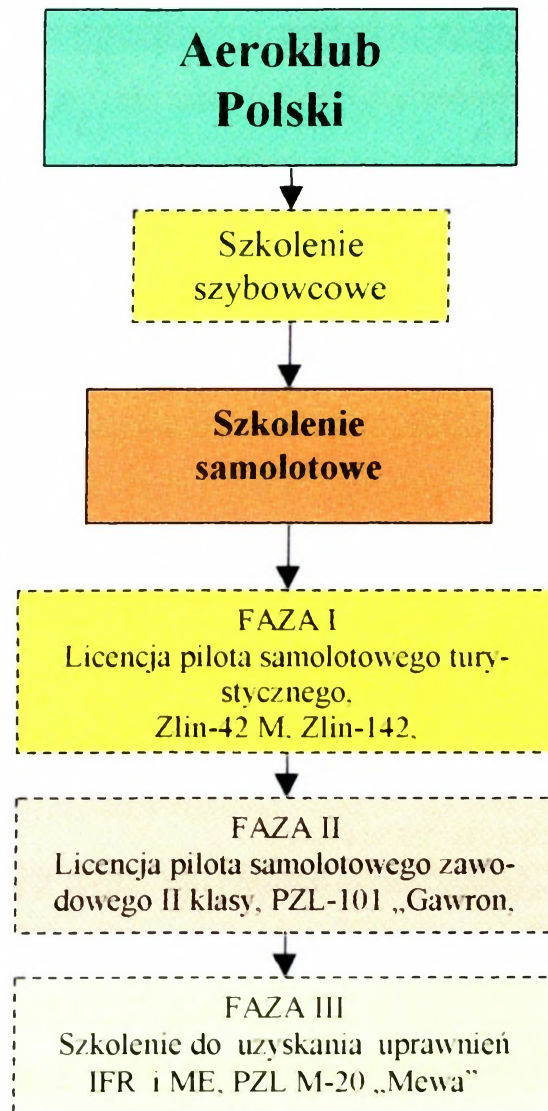 Aeroklub
Polski
Szkolenie
szybowcowe
Szkolenie
samolotowe
FAZA I
Licencja pilota samolotowego tury-
stycznego,
Zlin-42 M. Zlin-142,
FAZA II
Licencja pilota samolotowego zawo-
dowego II klasy, PZL-101 „Gawron,
FAZA III
Szkolenie do uzyskania uprawnień
IFR i ME, PZL M-20 „Mewa”